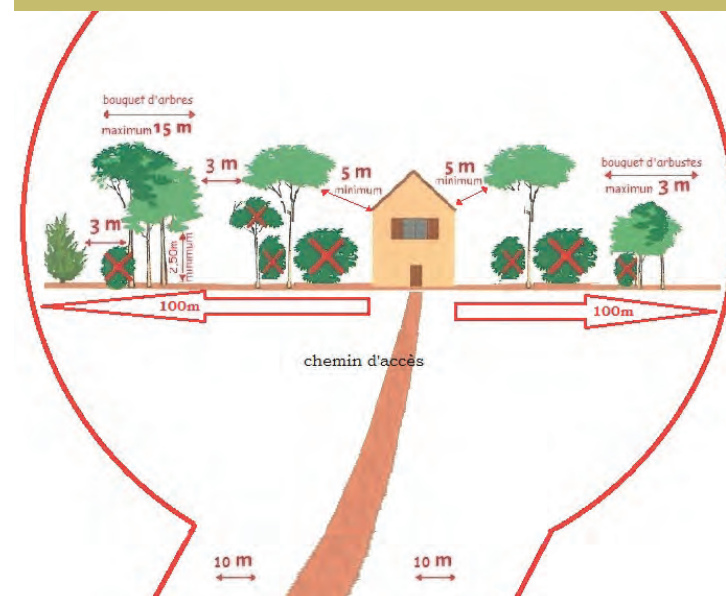 bouquet d'arbres
maximum 15 m
3 m
5 m
minimum
5 m
minimum
bouquet d'arbustes
maximun 3 m
3 m
2,50m
minimum
100m
100m
chemin d'accès
10 m
10 m